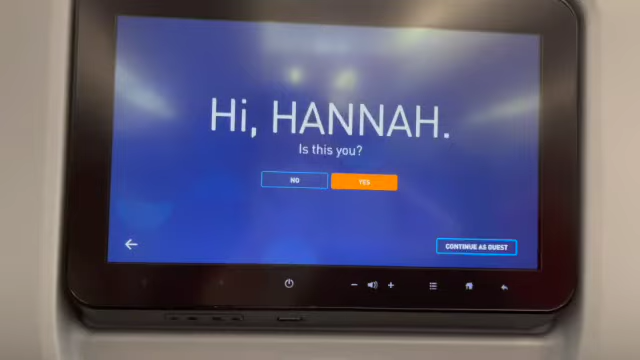 Hi, HANNAH.
Is this you?
NO
YES
CONTINUE AS GUEST